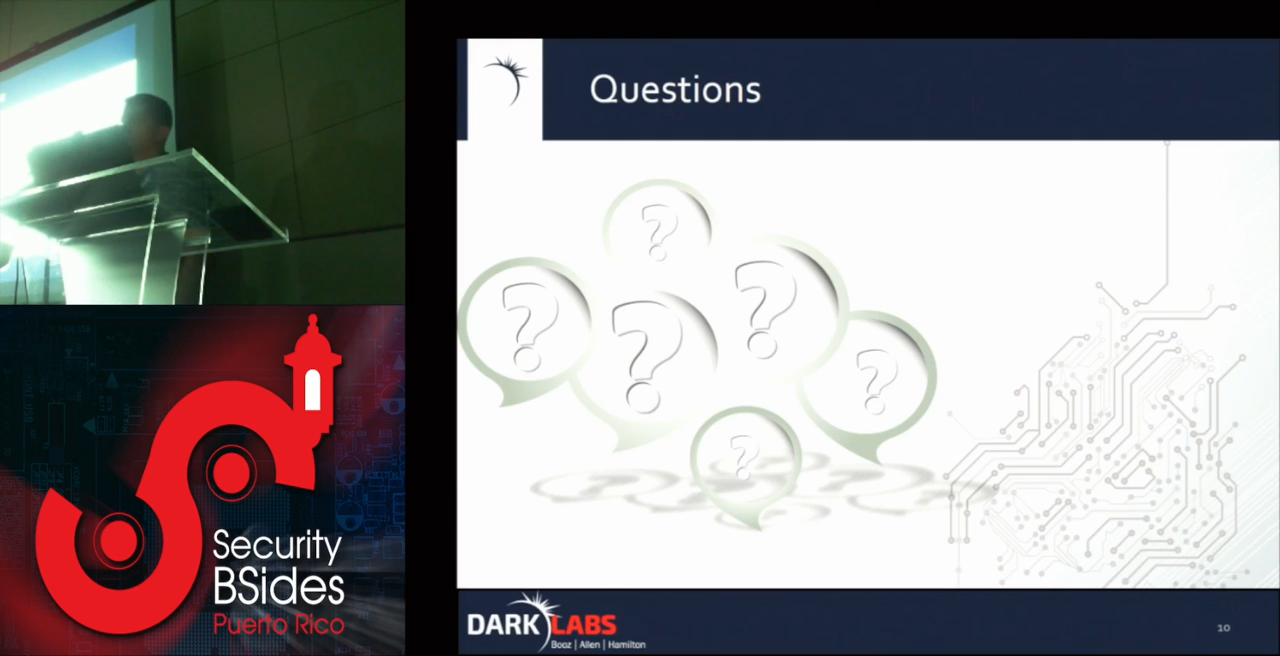 Questions
?
?
?
?
?
?
Security
BSides
Puerto Rico
DARK LABS
Booz | Allen | Hamilton
10